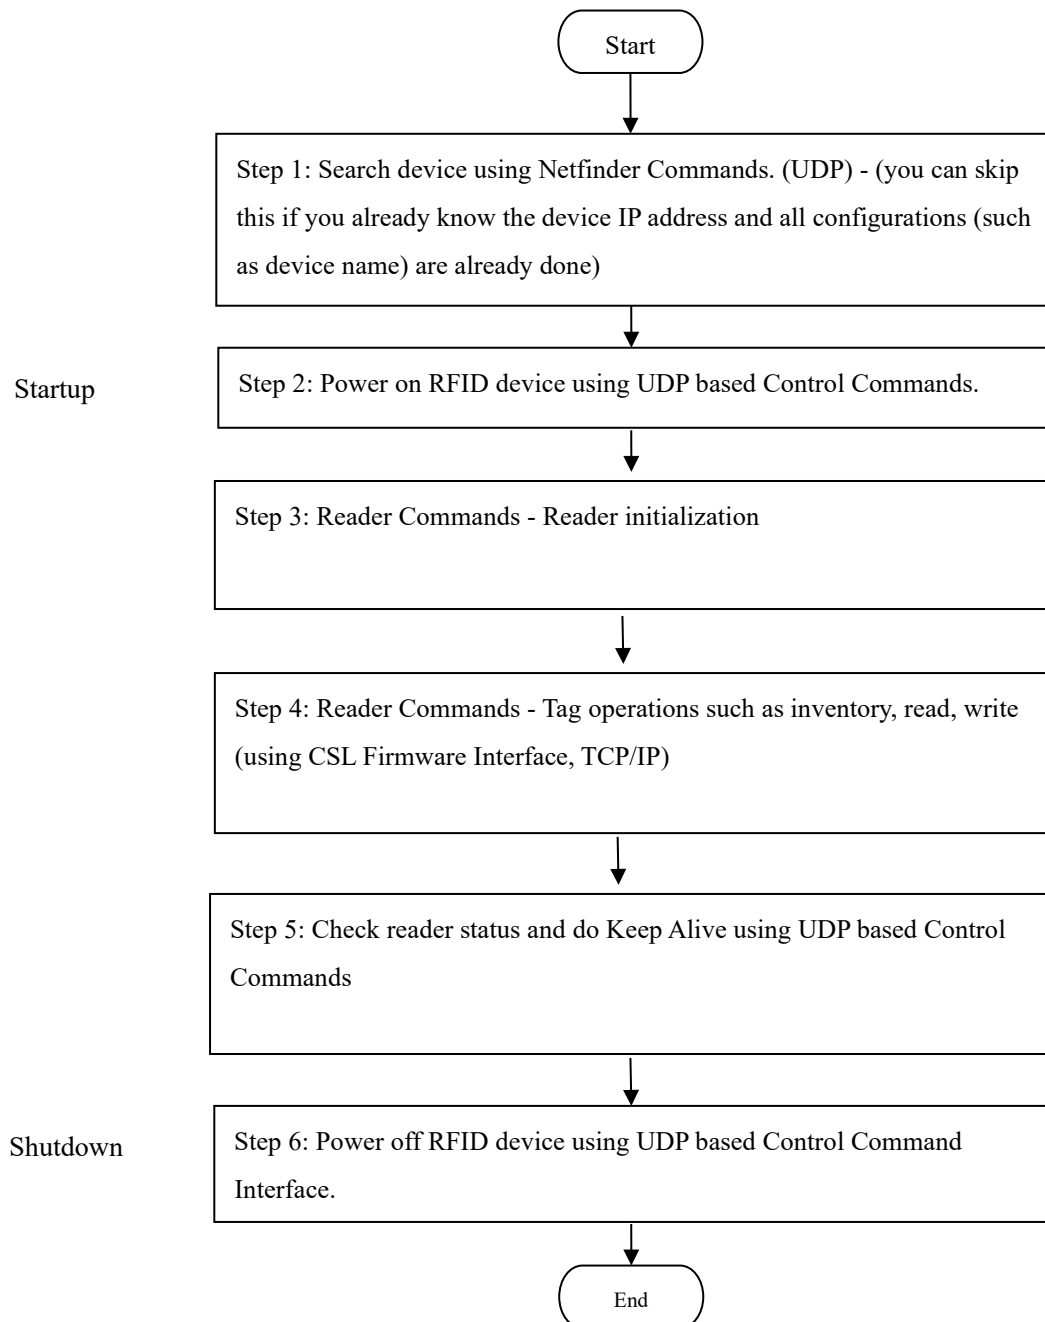 Start
Step 1: Search device using Netfinder Commands. (UDP) - (you can skip
this if you already know the device IP address and all configurations (such
as device name) are already done)
Startup
Step 2: Power on RFID device using UDP based Control Commands.
Step 3: Reader Commands - Reader initialization
Step 4: Reader Commands - Tag operations such as inventory, read, write
(using CSL Firmware Interface, TCP/IP)
Step 5: Check reader status and do Keep Alive using UDP based Control
Commands
Shutdown
Step 6: Power off RFID device using UDP based Control Command
Interface.
End